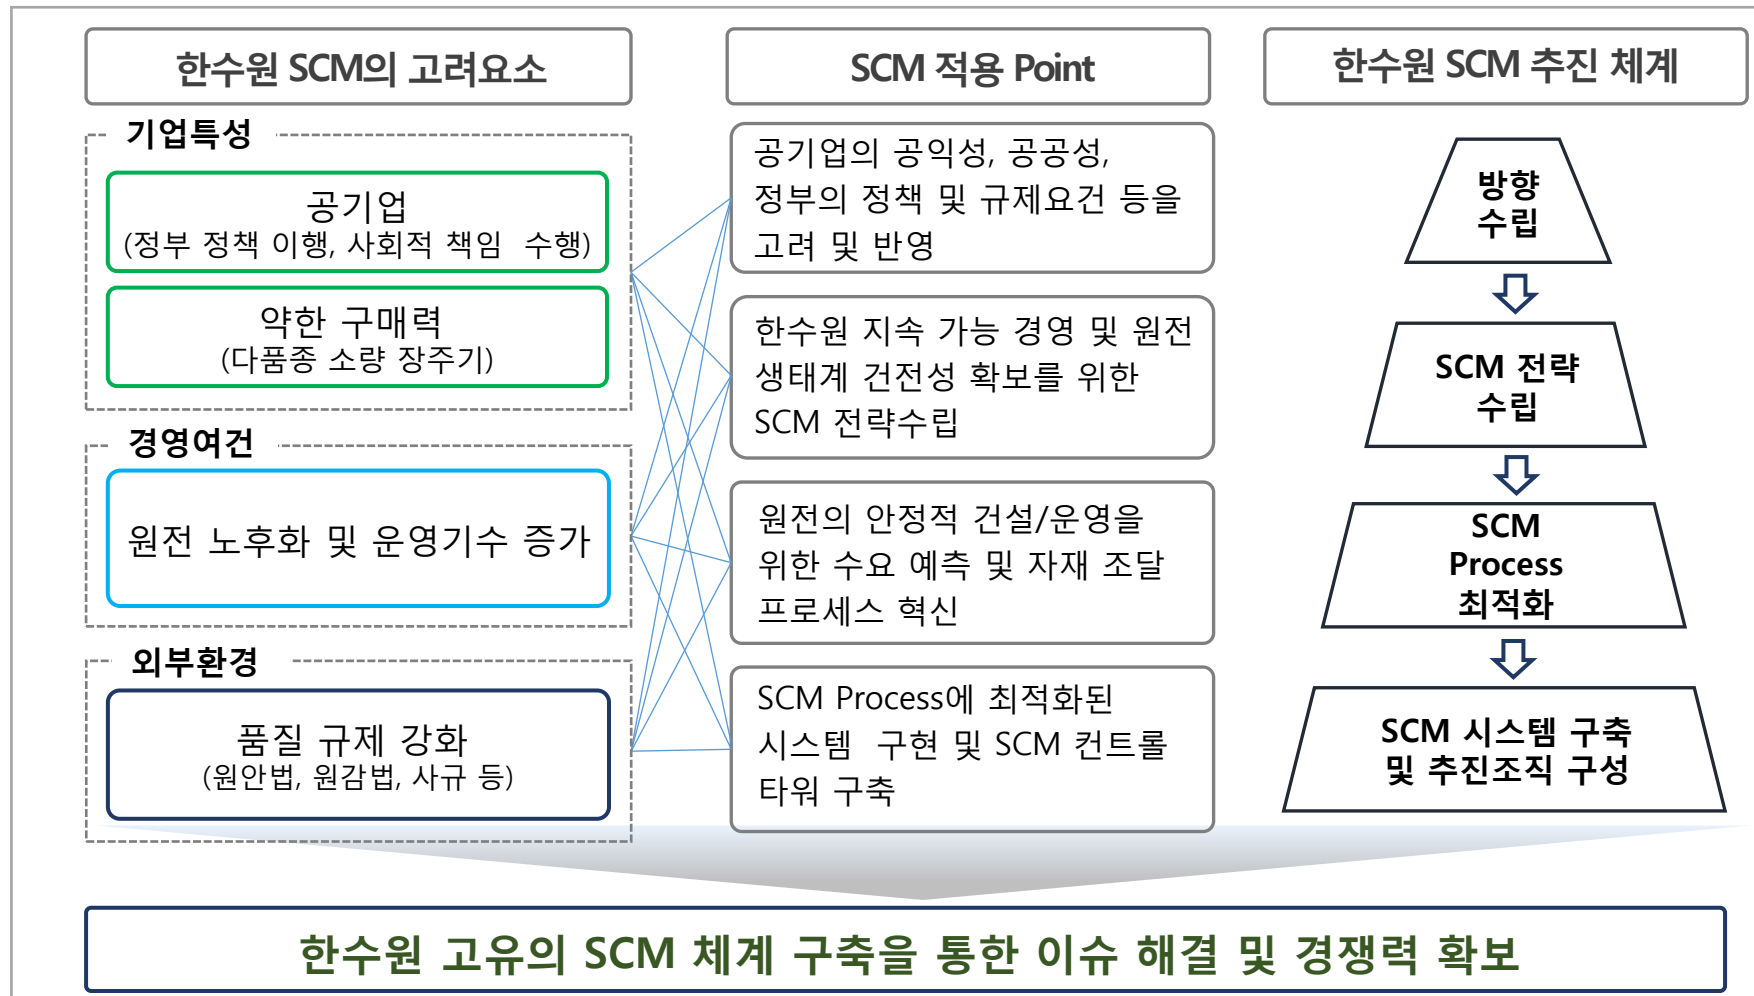 한수원 SCM의 고려요소
기업특성
공기업
(정부 정책 이행, 사회적 책임 수행)
약한 구매력
(다품종 소량 장주기)
경영여건
원전 노후화 및 운영기수 증가
외부환경
품질 규제 강화
(원안법, 원감법, 사규 등)
SCM 적용 Point
공기업의 공익성, 공공성,
정부의 정책 및 규제요건 등을
고려 및 반영
한수원 지속 가능 경영 및 원전
생태계 건전성 확보를 위한
SCM 전략수립
원전의 안정적 건설/운영을
위한 수요 예측 및 자재 조달
프로세스 혁신
SCM Process에 최적화된
시스템 구현 및 SCM 컨트롤
타워 구축
한수원 SCM 추진 체계
방향
수립
SCM 전략
수립
SCM
Process
최적화
SCM 시스템 구축
및 추진조직 구성
한수원 고유의 SCM 체계 구축을 통한 이슈 해결 및 경쟁력 확보